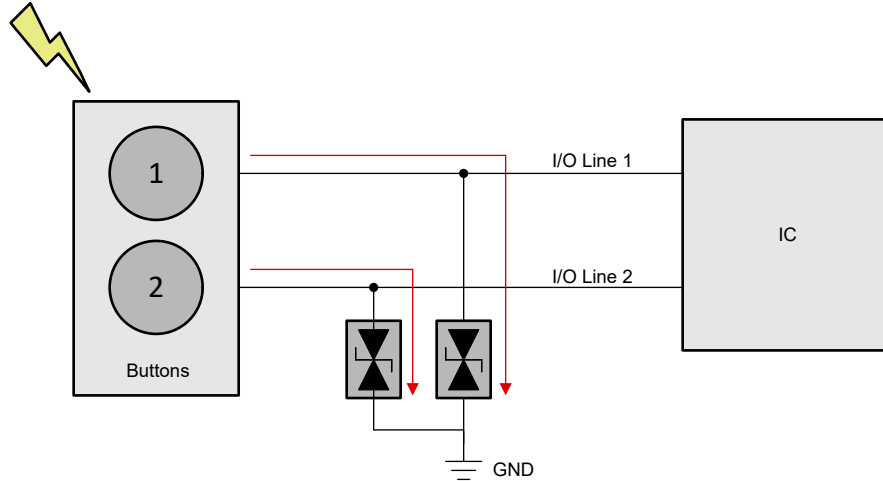 1
I/O Line 1
IC
2
I/O Line 2
Buttons
GND